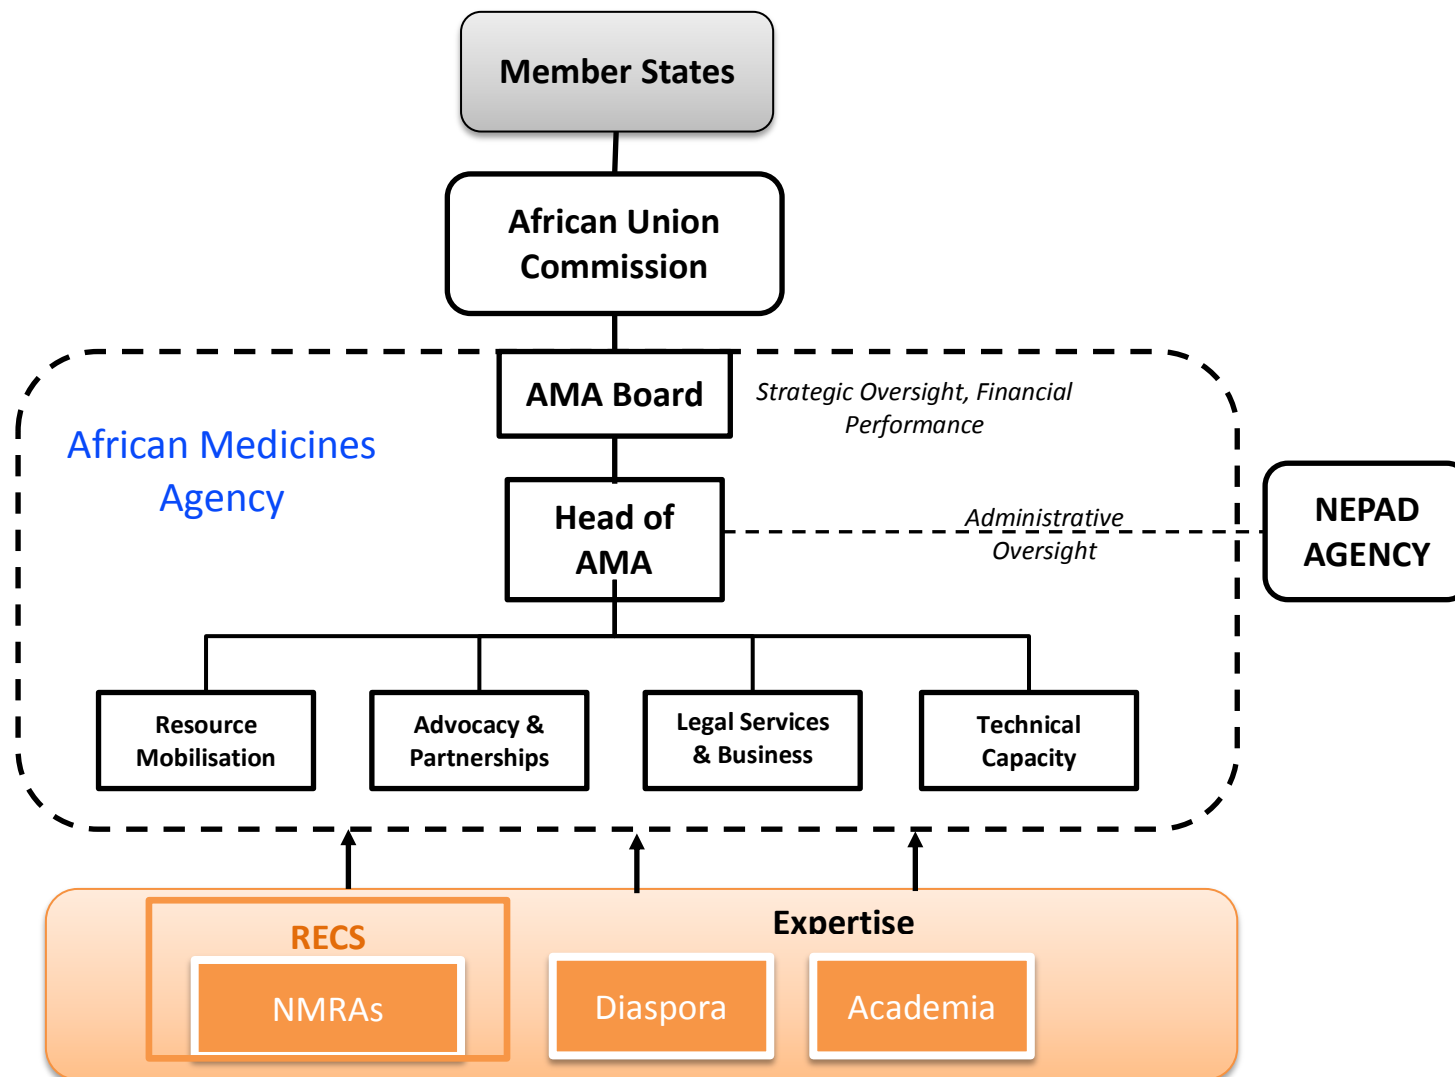 Member States
African Union
Commission
AMA Board
Strategic Oversight, Financial
Performance
African Medicines
Agency
Head of
AMA
Administrative
Oversight
NEPAD
AGENCY
Resource
Mobilisation
Advocacy &
Partnerships
Legal Services
& Business
Technical
Capacity
RECS
Expertise
NMRAs
Diaspora
Academia